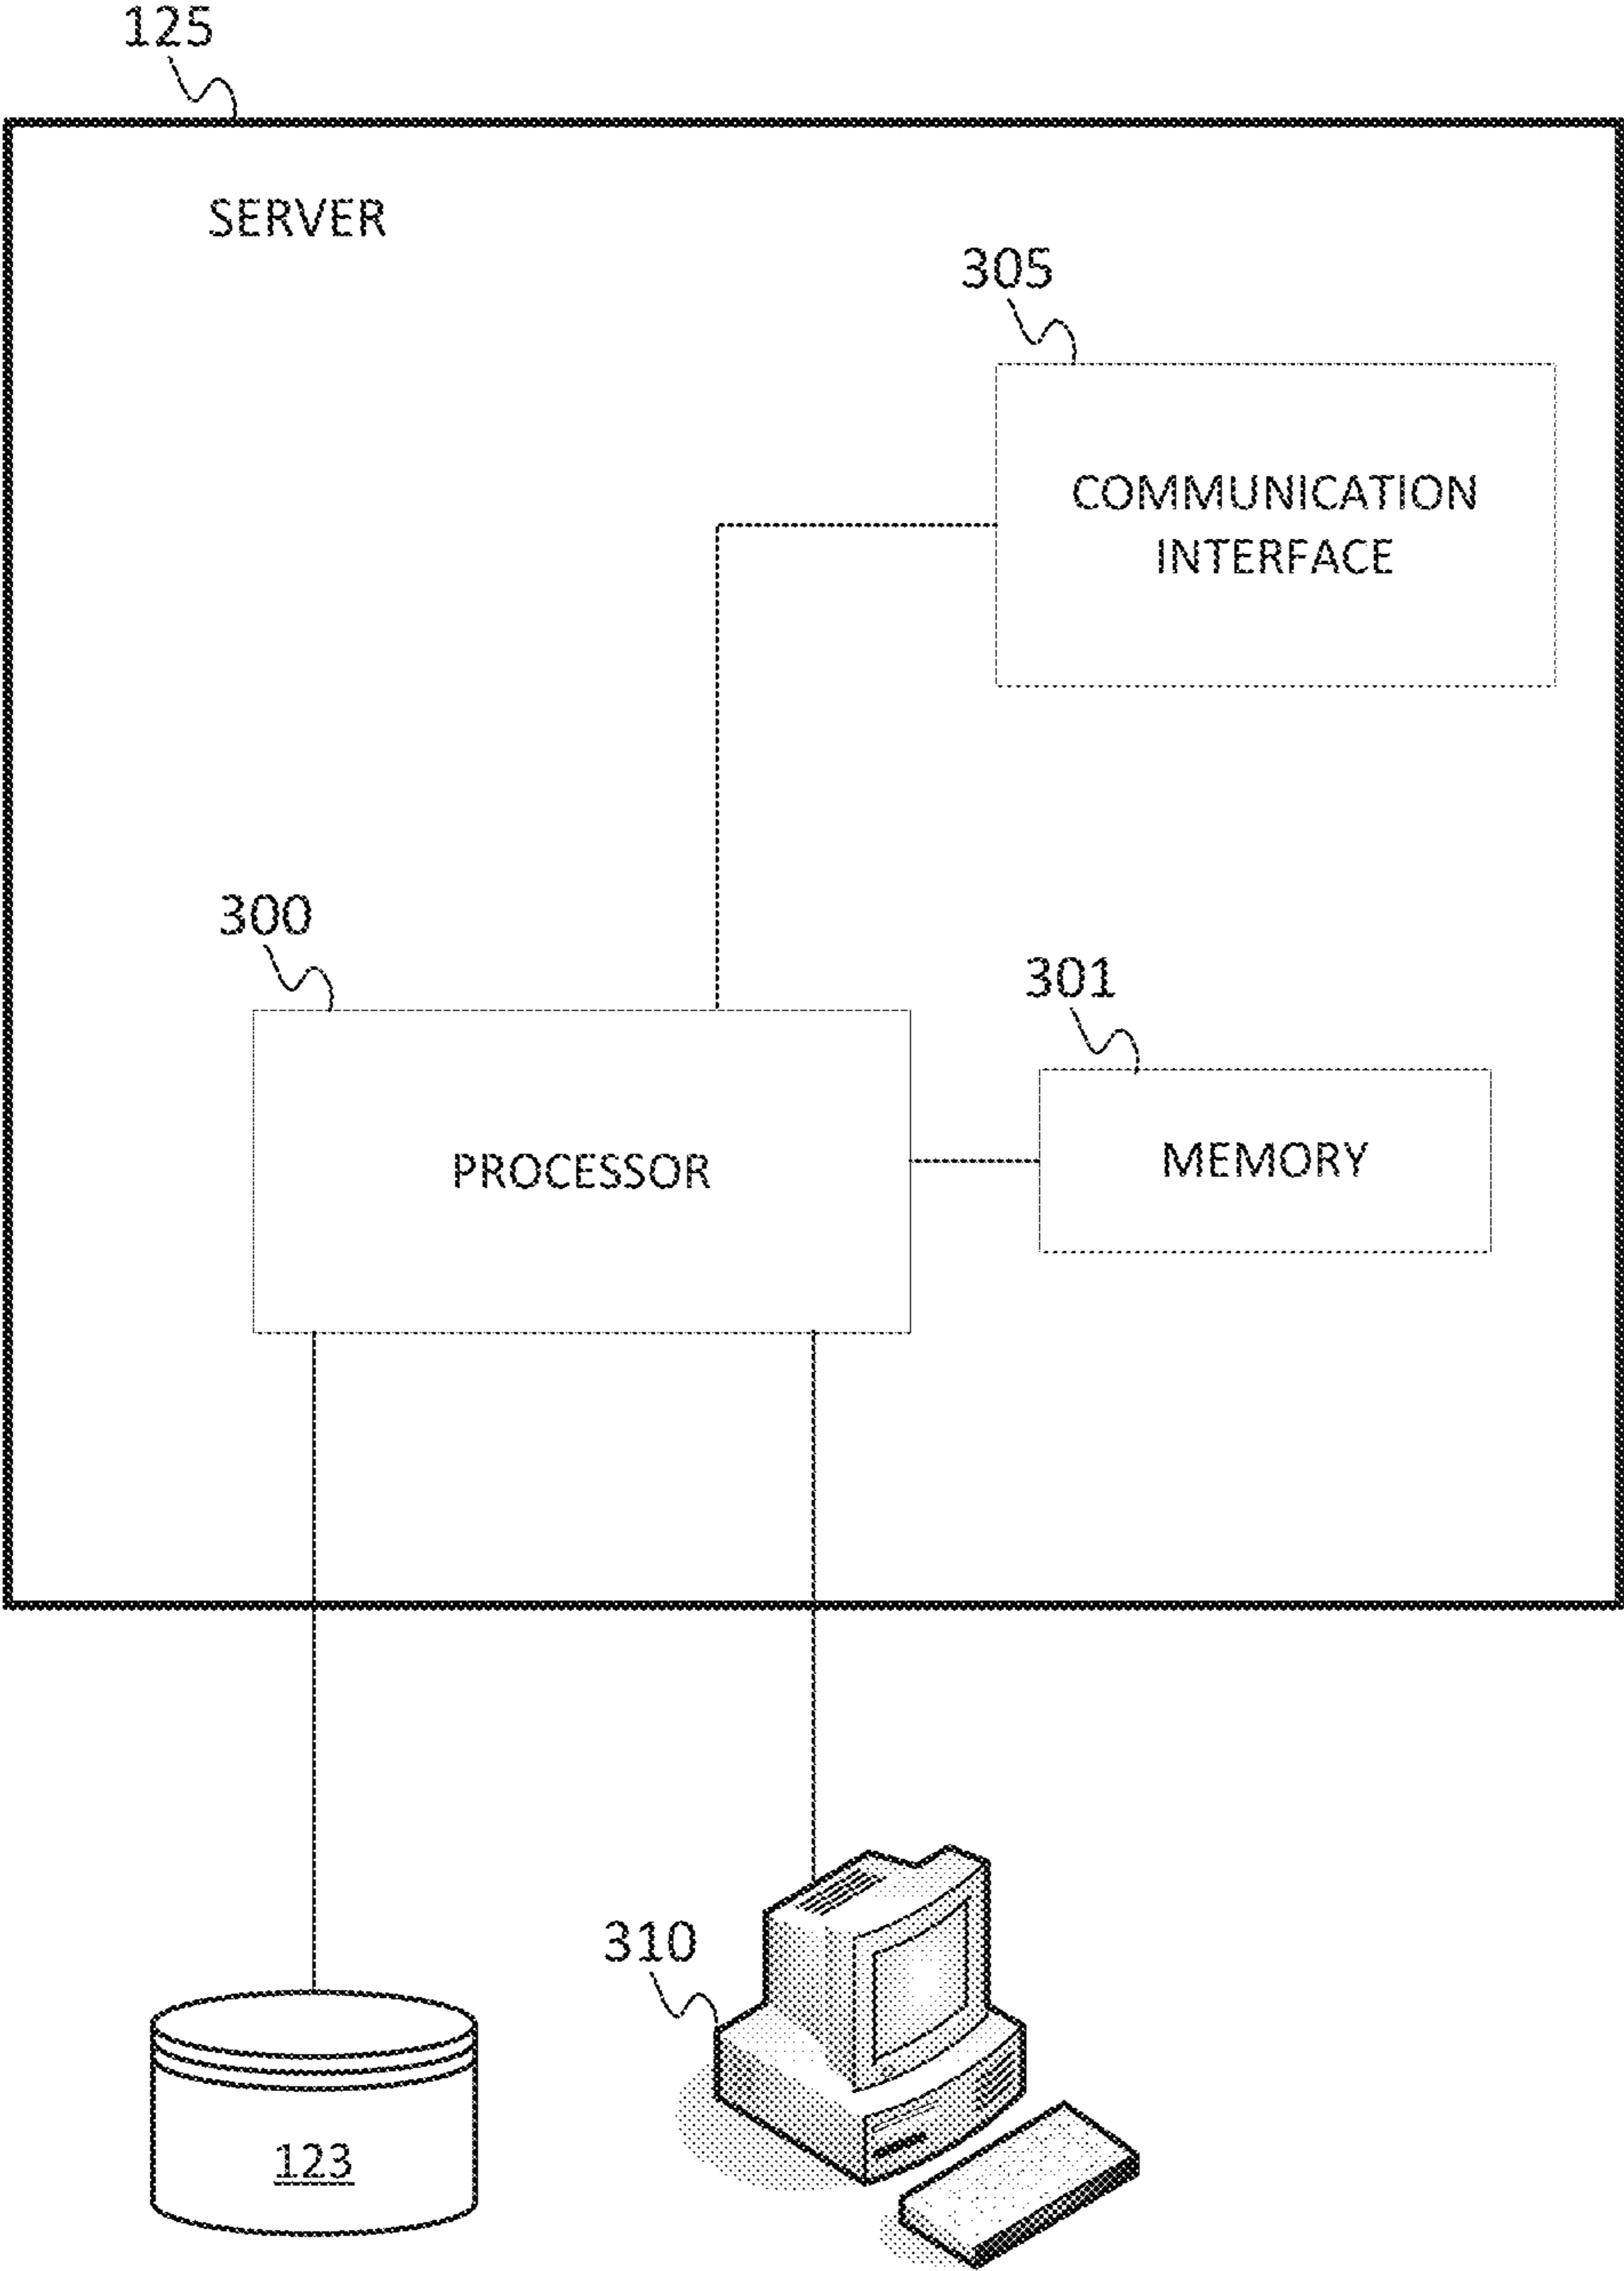 125
SERVER
305
COMMUNICATION
INTERFACE
300
301
PROCESSOR
MEMORY
310
123